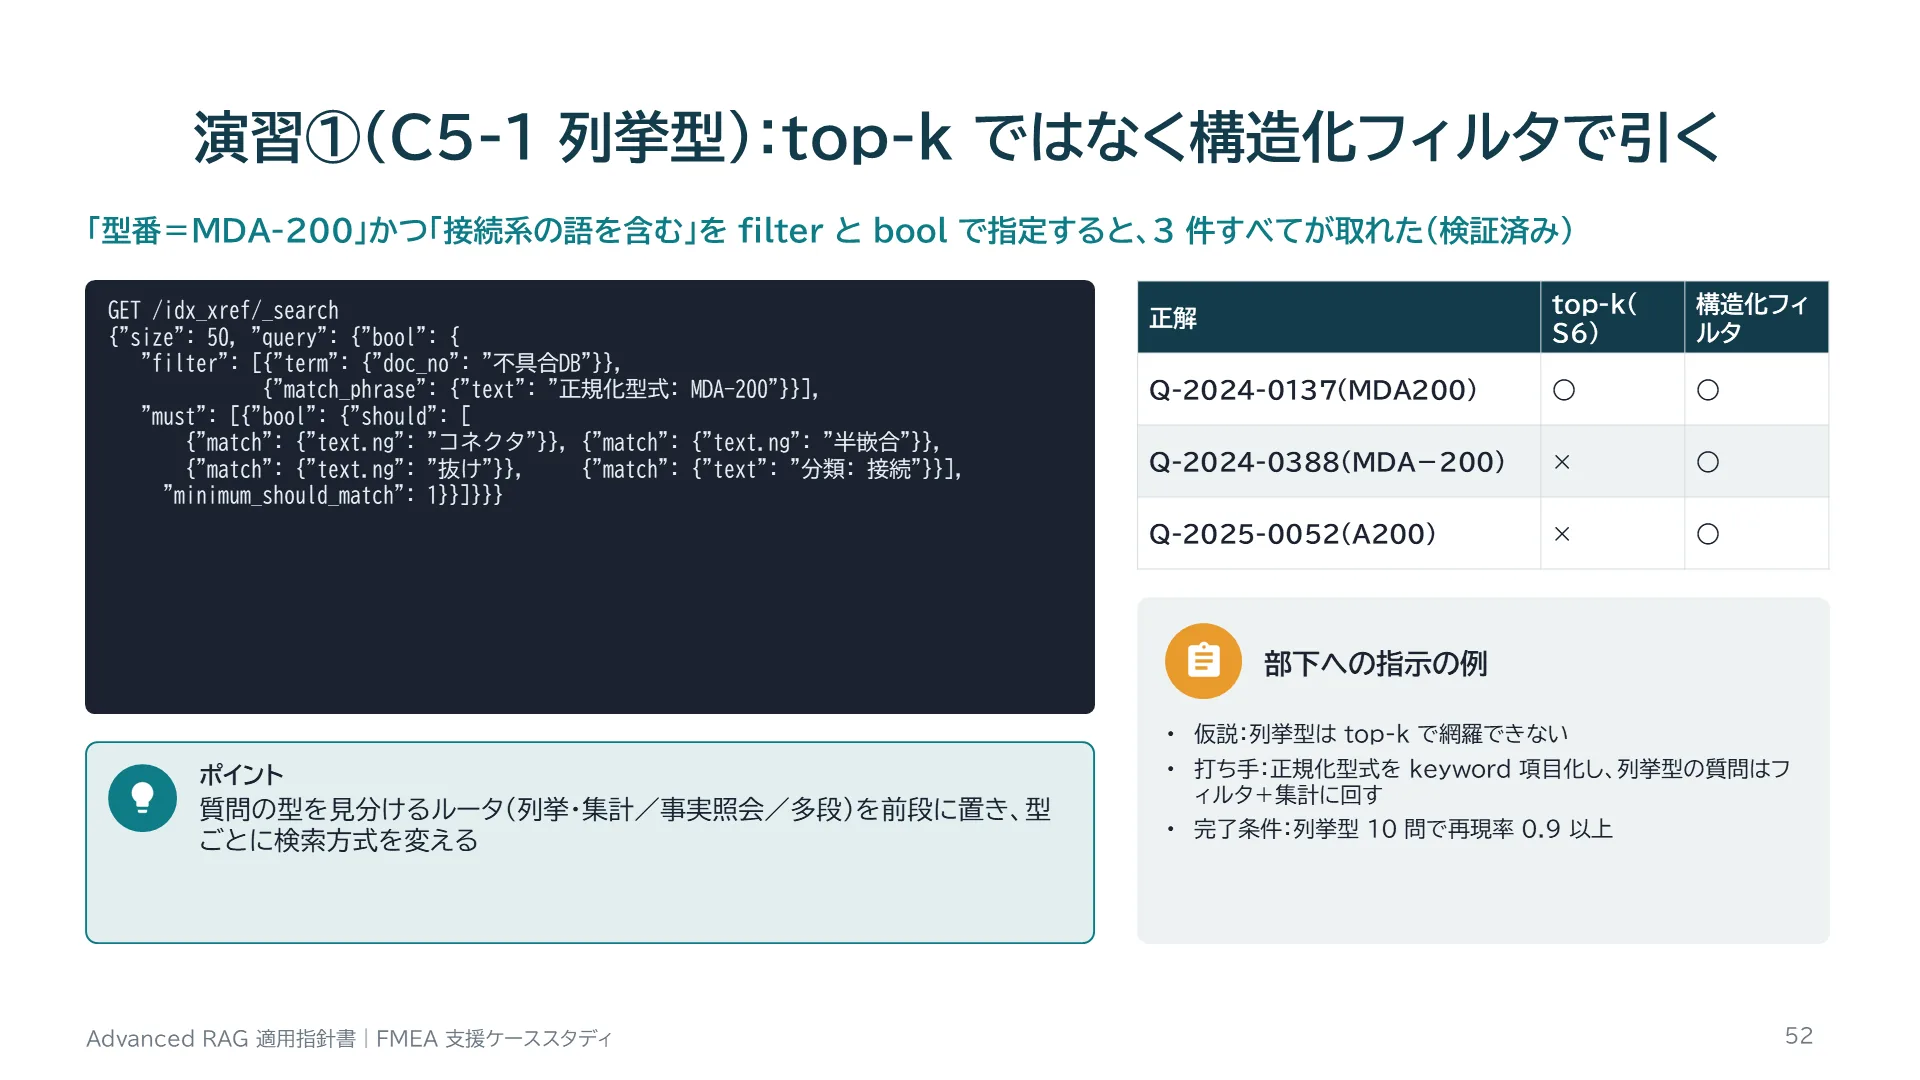 演習①(C5-1 列挙型):top-k ではなく構造化フィルタで引く
「型番=MDA-200」かつ「接続系の語を含む」を filter と bool で指定すると、3 件すべてが取れた(検証済み)
GET /idx_xref/_search
{"size": 50, "query": {"bool": {
"filter": [{"term": {"doc_no": "不具合DB"}},
{"match_phrase": {"text": "正規化型式: MDA-200"}}],
"must": [{"bool": {"should": [
{"match": {"text.ng": "コネクタ"}}, {"match": {"text.ng": "半嵌合"}},
{"match": {"text.ng": "抜け"}}, {"match": {"text": "分類: 接続"}}],
"minimum_should_match": 1}}]}}}
ポイント
質問の型を見分けるルータ(列挙・集計/事実照会/多段)を前段に置き、型
ごとに検索方式を変える
正解 top-k( 構造化フィ
S6) ルタ
Q-2024-0137(MDA200) ○ ○
Q-2024-0388(MDA−200) × ○
Q-2025-0052(A200) × ○
部下への指示の例
• 仮説:列挙型は top-k で網羅できない
• 打ち手:正規化型式を keyword 項目化し、列挙型の質問はフ
ィルタ+集計に回す
• 完了条件:列挙型 10 問で再現率 0.9 以上
Advanced RAG 適用指針書|FMEA 支援ケーススタディ
52